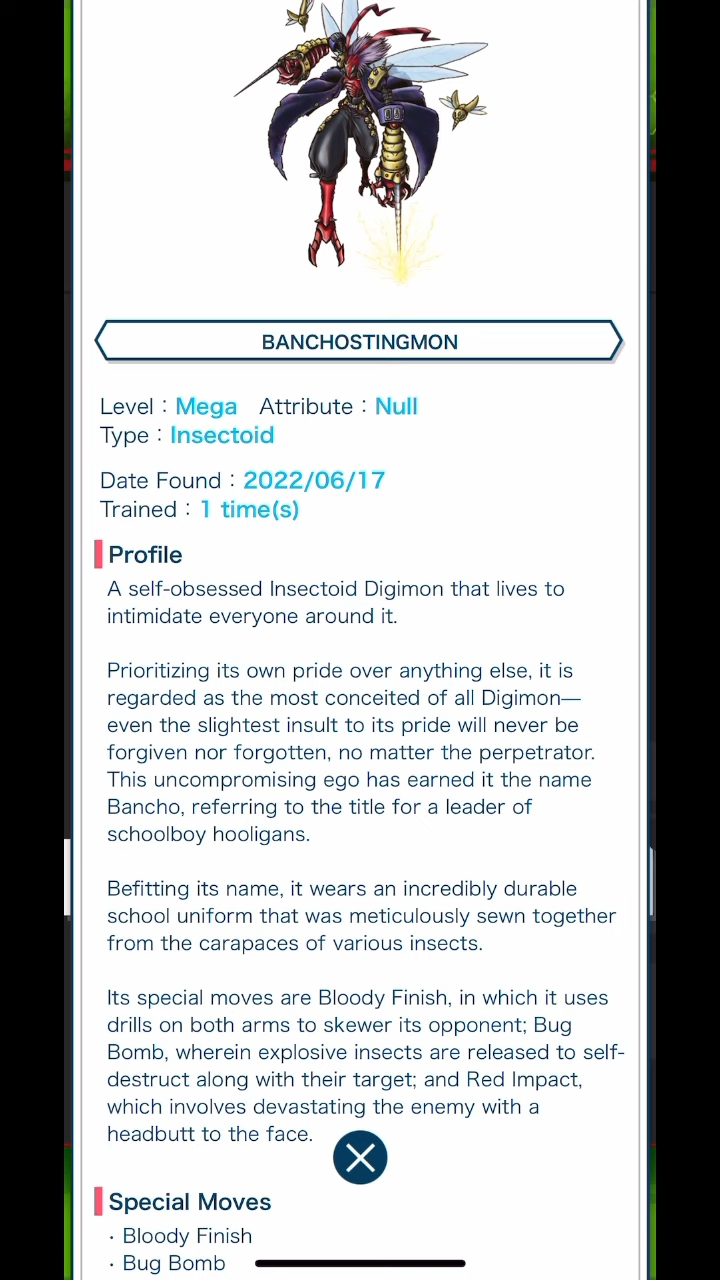 BANCHOSTINGMON
Level : Mega Attribute : Null
Type : Insectoid
Date Found : 2022/06/17
Trained : 1 time(s)
Profile
A self-obsessed Insectoid Digimon that lives to
intimidate everyone around it.
Prioritizing its own pride over anything else, it is
regarded as the most conceited of all Digimon—
even the slightest insult to its pride will never be
forgiven nor forgotten, no matter the perpetrator.
This uncompromising ego has earned it the name
Bancho, referring to the title for a leader of
schoolboy hooligans.
Befitting its name, it wears an incredibly durable
school uniform that was meticulously sewn together
from the carapaces of various insects.
Its special moves are Bloody Finish, in which it uses
drills on both arms to skewer its opponent; Bug
Bomb, wherein explosive insects are released to self-
destruct along with their target; and Red Impact,
which involves devastating the enemy with a
headbutt to the face.
Special Moves
· Bloody Finish
· Bug Bomb